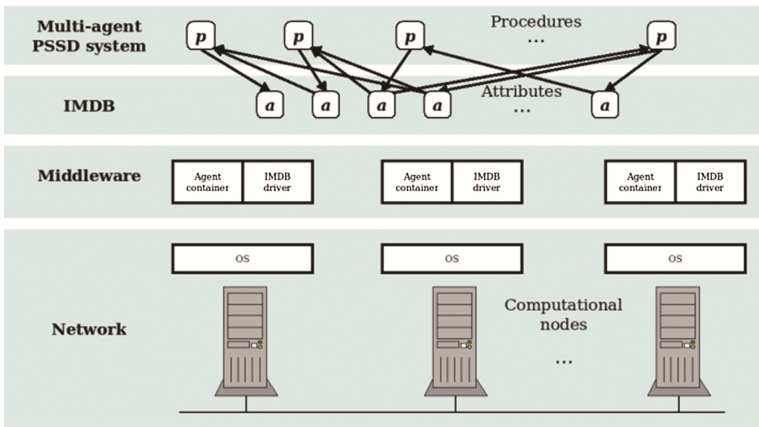 Multi-agent
PSSD system
p
p
p
Procedures
...
p
IMDB
a
a
a
a
Attributes
...
a
Middleware
Agent
container
IMDB
driver
Agent
container
IMDB
driver
Agent
container
IMDB
driver
OS
OS
OS
Network
Computational
nodes
...